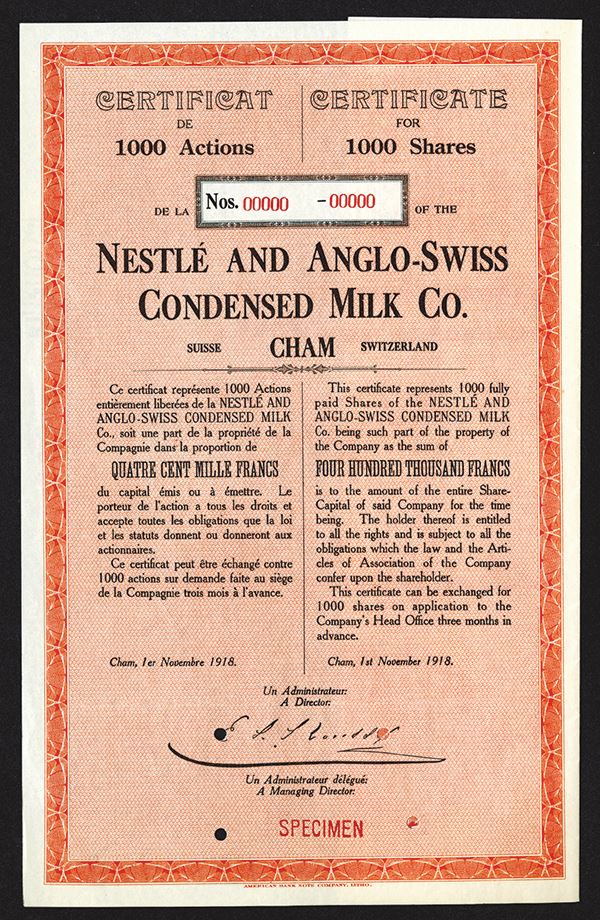 CERTIFICAT
DE
1000 Actions
CERTIFICATE
FOR
1000 Shares
DE LA
Nos. 00000 -00000
OF THE
NESTLÉ AND ANGLO-SWISS
CONDENSED MILK CO.
SUISSE CHAM SWITZERLAND
Ce certificat représente 1000 Actions
entièrement liberées de la NESTLÉ AND
ANGLO-SWISS CONDENSED MILK
Co., soit une part de la propriété de la
Compagnie dans la proportion de
QUATRE CENT MILLE FRANCS
du capital émis ou à émettre. Le
porteur de l'action a tous les droits et
accepte toutes les obligations que la loi
et les statuts donnent ou donneront aux
actionnaires.
Ce certificat peut être échangé contre
1000 actions sur demande faite au siège
de la Compagnie trois mois à l'avance.
Cham, 1er Novembre 1918.
This certificate represents 1000 fully
paid Shares of the NESTLÉ AND
ANGLO-SWISS CONDENSED MILK
Co. being such part of the property of
the Company as the sum of
FOUR HUNDRED THOUSAND FRANCS
is to the amount of the entire Share-
Capital of said Company for the time
being. The holder thereof is entitled
to all the rights and is subject to all the
obligations which the law and the Arti-
cles of Association of the Company
confer upon the shareholder.
This certificate can be exchanged for
1000 shares on application to the
Company's Head Office three months in
advance.
Cham, 1st November 1918.
Un Administrateur:
A Director:
Un Administrateur délégué:
A Managing Director:
SPECIMEN
AMERICAN BANK NOTE COMPANY, LITHO.